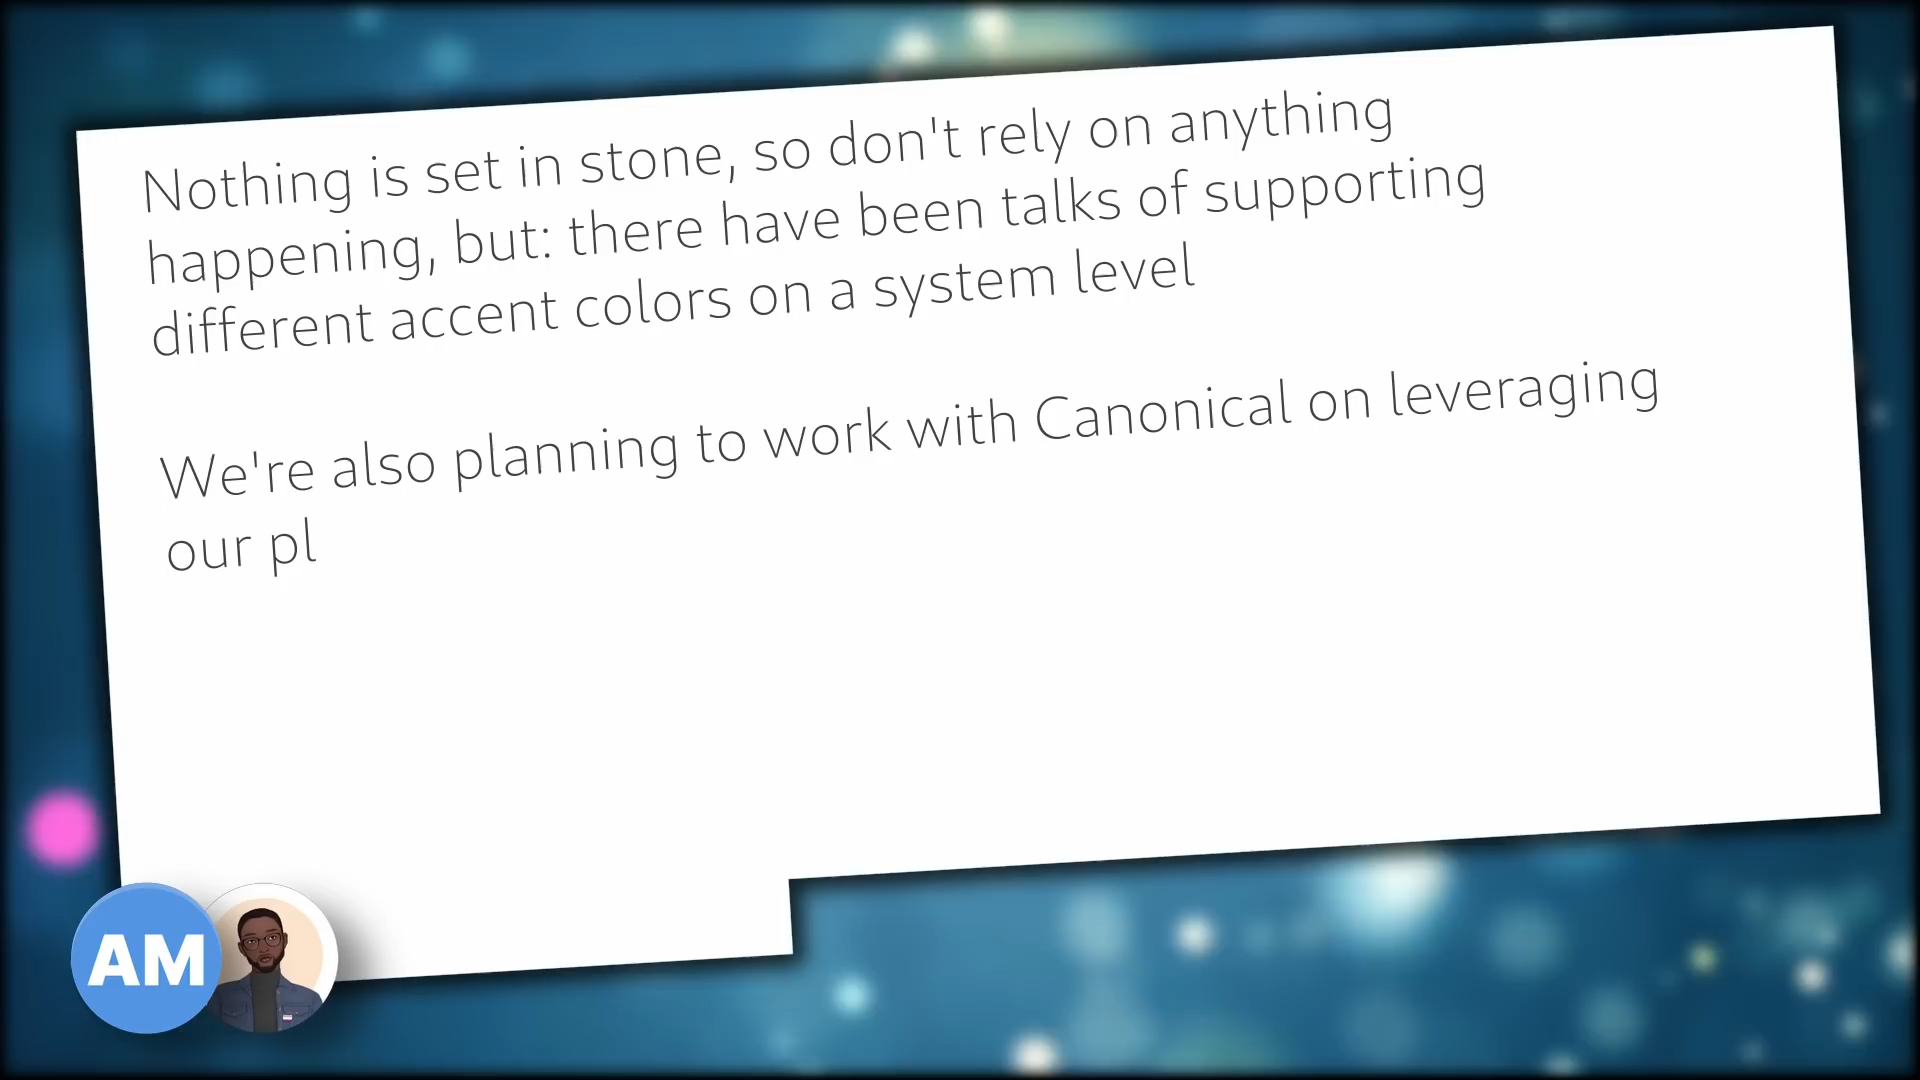 Nothing is set in stone, so don't rely on anything
happening, but: there have been talks of supporting
different accent colors on a system level
We're also planning to work with Canonical on leveraging
our pl
AM